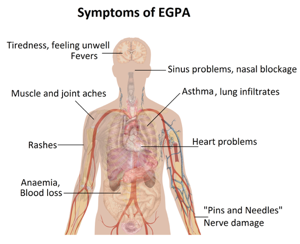 Symptoms of EGPA
Tiredness, feeling unwell
Fevers
Sinus problems, nasal blockage
Muscle and joint aches
Asthma, lung infiltrates
Rashes
Heart problems
Anaemia,
Blood loss
"Pins and Needles"
Nerve damage